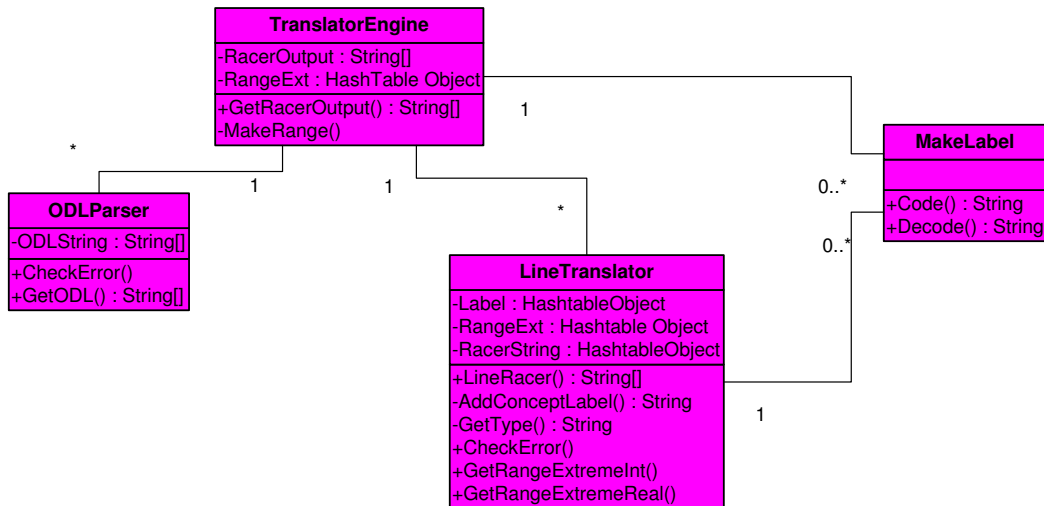 TranslatorEngine
-RacerOutput : String[]
-RangeExt : HashTable Object
+GetRacerOutput() : String[]
-MakeRange()
1
MakeLabel
+Code() : String
+Decode() : String
0..*
0..*
*
1
1
*
ODLParser
-ODLString : String[]
+CheckError()
+GetODL() : String[]
LineTranslator
-Label : HashtableObject
-RangeExt : Hashtable Object
-RacerString : HashtableObject
+LineRacer() : String[]
-AddConceptLabel() : String
-GetType() : String
+CheckError()
+GetRangeExtremeInt()
+GetRangeExtremeReal()
1